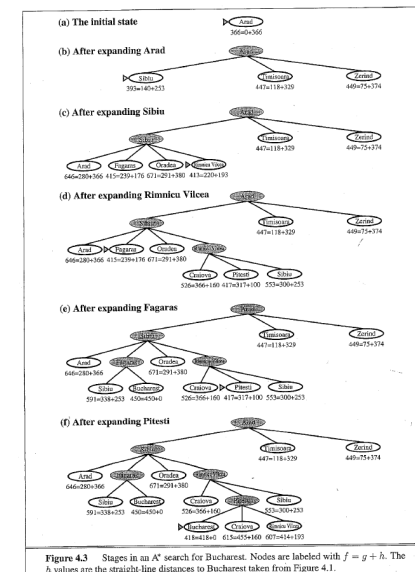 (a) The initial state
Arad
366=0+366
(b) After expanding Arad
Arad
Sibiu
Timisoara
Zerind
393=140+253
447=118+329
449=75+374
(c) After expanding Sibiu
Arad
Sibiu
Timisoara
Zerind
447=118+329
449=75+374
Arad
Fagaras
Oradea
Rimnicu Vilcea
646=280+366
415=239+176
671=291+380
413=220+193
(d) After expanding Rimnicu Vilcea
Arad
Sibiu
Timisoara
Zerind
447=118+329
449=75+374
Arad
Fagaras
Oradea
Rimnicu Vilcea
646=280+366
415=239+176
671=291+380
Craiova
Pitesti
Sibiu
526=366+160
417=317+100
553=300+253
(e) After expanding Fagaras
Arad
Sibiu
Timisoara
Zerind
447=118+329
449=75+374
Arad
Fagaras
Oradea
Rimnicu Vilcea
646=280+366
671=291+380
Sibiu
Bucharest
Craiova
Pitesti
Sibiu
591=338+253
450=450+0
526=366+160
417=317+100
553=300+253
(f) After expanding Pitesti
Arad
Sibiu
Timisoara
Zerind
447=118+329
449=75+374
Arad
Fagaras
Oradea
Rimnicu Vilcea
646=280+366
671=291+380
Sibiu
Bucharest
Craiova
Pitesti
Sibiu
591=338+253
450=450+0
526=366+160
553=300+253
Bucharest
Craiova
Rimnicu Vilcea
418=418+0
615=455+160
607=414+193
Figure 4.3 Stages in an A* search for Bucharest. Nodes are labeled with f = g + h. The
h values are the straight-line distances to Bucharest taken from Figure 4.1.